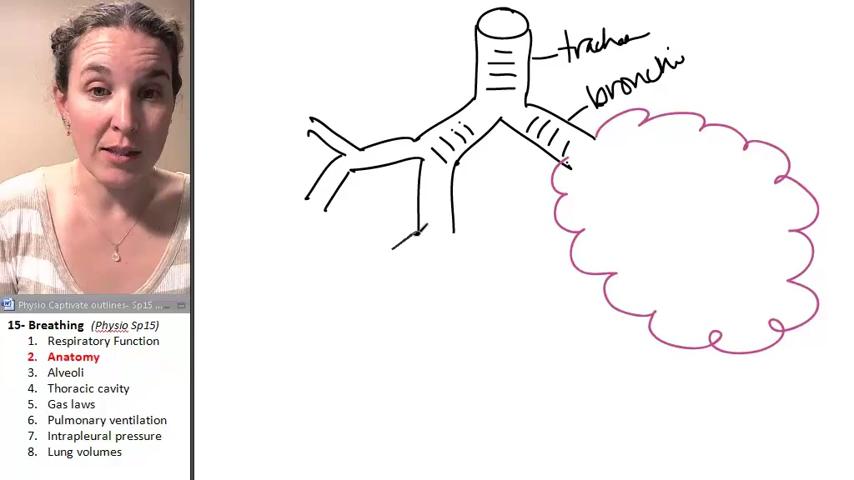 trachea
bronchi
Physio Captivate outlines- Sp15 ...
15- Breathing (Physio Sp15)
1. Respiratory Function
2. Anatomy
3. Alveoli
4. Thoracic cavity
5. Gas laws
6. Pulmonary ventilation
7. Intrapleural pressure
8. Lung volumes